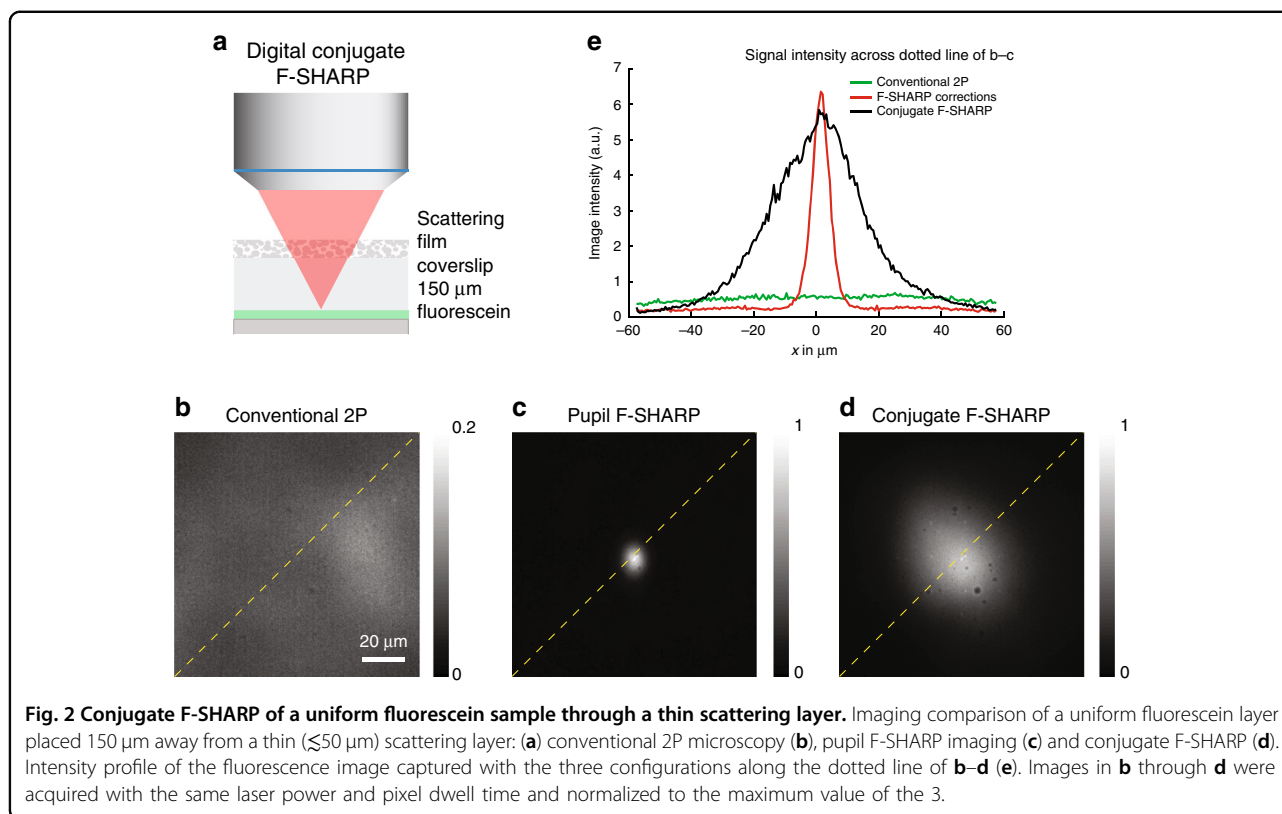 a
Digital conjugate
F-SHARP
Scattering
film
coverslip
150 μm
fluorescein
e
Signal intensity across dotted line of b–c
Conventional 2P
F-SHARP corrections
Conjugate F-SHARP
Image intensity (a.u.)
7
6
5
4
3
2
1
0
–60
–40
–20
0
20
40
60
x in μm
b
Conventional 2P
0.2
0
20 μm
c
Pupil F-SHARP
1
0
d
Conjugate F-SHARP
1
0
Fig. 2 Conjugate F-SHARP of a uniform fluorescein sample through a thin scattering layer. Imaging comparison of a uniform fluorescein layer
placed 150 μm away from a thin (≲50 μm) scattering layer: (a) conventional 2P microscopy (b), pupil F-SHARP imaging (c) and conjugate F-SHARP (d).
Intensity profile of the fluorescence image captured with the three configurations along the dotted line of b–d (e). Images in b through d were
acquired with the same laser power and pixel dwell time and normalized to the maximum value of the 3.